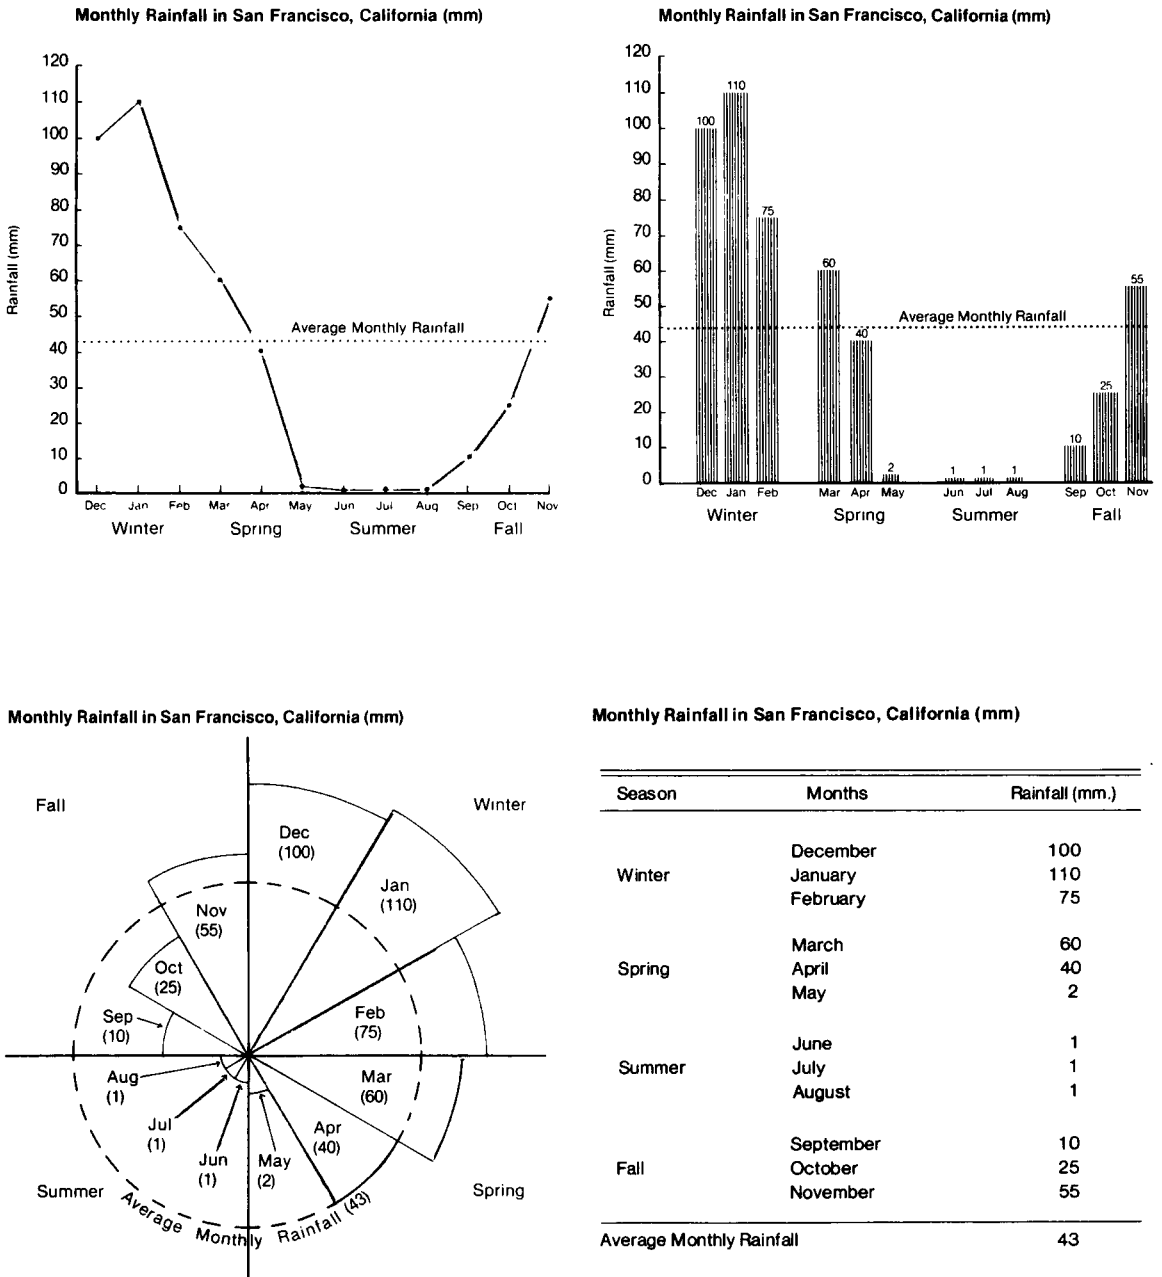 Monthly Rainfall in San Francisco, California (mm)
120
110
100
90
80
70
60
50
40
30
20
10
0
Rainfall (mm)
Average Monthly Rainfall
Dec Jan Feb Mar Apr May Jun Jul Aug Sep Oct Nov
Winter Spring Summer Fall
Monthly Rainfall in San Francisco, California (mm)
120
110
100
90
80
70
60
50
40
30
20
10
0
Rainfall (mm)
100 110 75 60 40 2 1 1 1 10 25 55
Average Monthly Rainfall
Dec Jan Feb Mar Apr May Jun Jul Aug Sep Oct Nov
Winter Spring Summer Fall
Monthly Rainfall in San Francisco, California (mm)
Fall
Winter
Dec
(100)
Jan
(110)
Feb
(75)
Mar
(60)
Apr
(40)
May
(2)
Jun
(1)
Jul
(1)
Aug
(1)
Sep
(10)
Oct
(25)
Nov
(55)
Summer
Spring
Average Monthly Rainfall (43)
Monthly Rainfall in San Francisco, California (mm)
Season Months Rainfall (mm.)
December 100
Winter January 110
February 75
March 60
Spring April 40
May 2
June 1
Summer July 1
August 1
September 10
Fall October 25
November 55
Average Monthly Rainfall 43